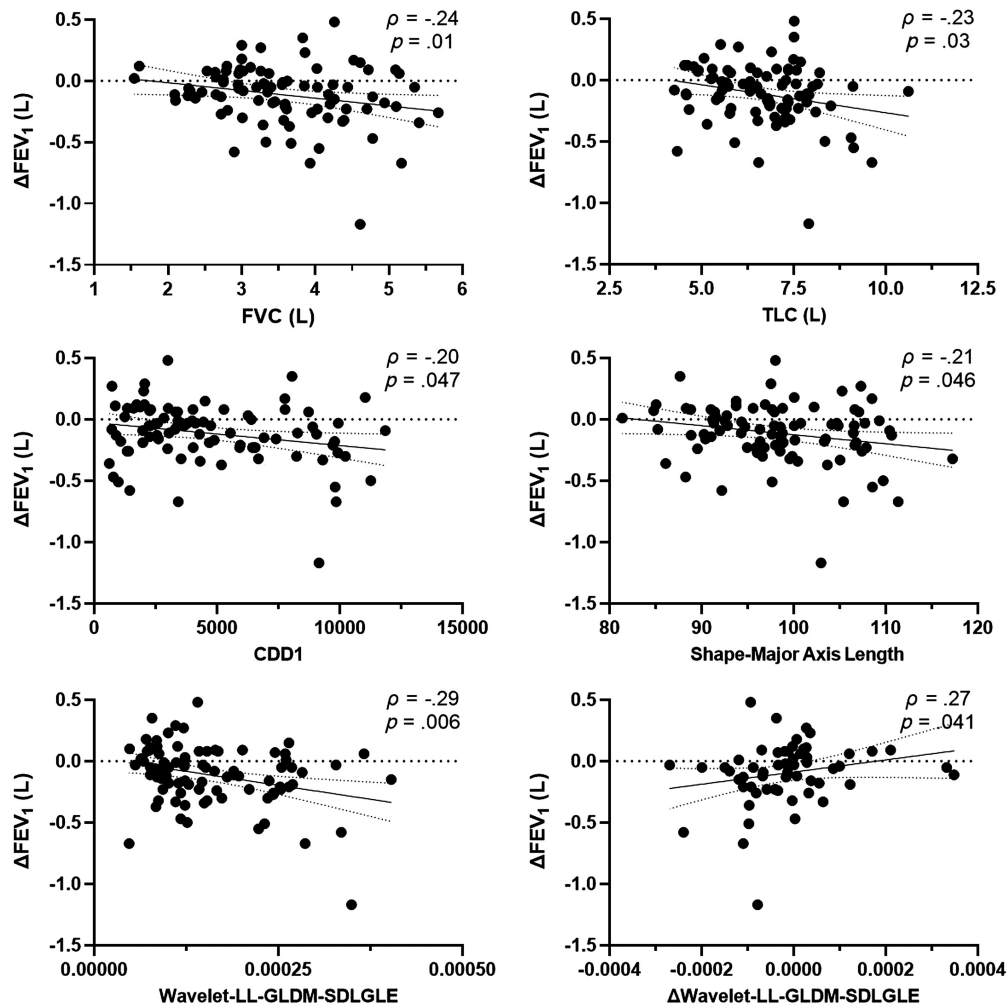 ρ = -.24
p = .01
0.5
0.0
-0.5
-1.0
-1.5
ΔFEV1 (L)
1 2 3 4 5 6
FVC (L)
ρ = -.23
p = .03
0.5
0.0
-0.5
-1.0
-1.5
ΔFEV1 (L)
2.5 5.0 7.5 10.0 12.5
TLC (L)
ρ = -.20
p = .047
0.5
0.0
-0.5
-1.0
-1.5
ΔFEV1 (L)
0 5000 10000 15000
CDD1
ρ = -.21
p = .046
0.5
0.0
-0.5
-1.0
-1.5
ΔFEV1 (L)
80 90 100 110 120
Shape-Major Axis Length
ρ = -.29
p = .006
0.5
0.0
-0.5
-1.0
-1.5
ΔFEV1 (L)
0.00000 0.00025 0.00050
Wavelet-LL-GLDM-SDLGLE
ρ = .27
p = .041
0.5
0.0
-0.5
-1.0
-1.5
ΔFEV1 (L)
-0.0004 -0.0002 0.0000 0.0002 0.0004
ΔWavelet-LL-GLDM-SDLGLE